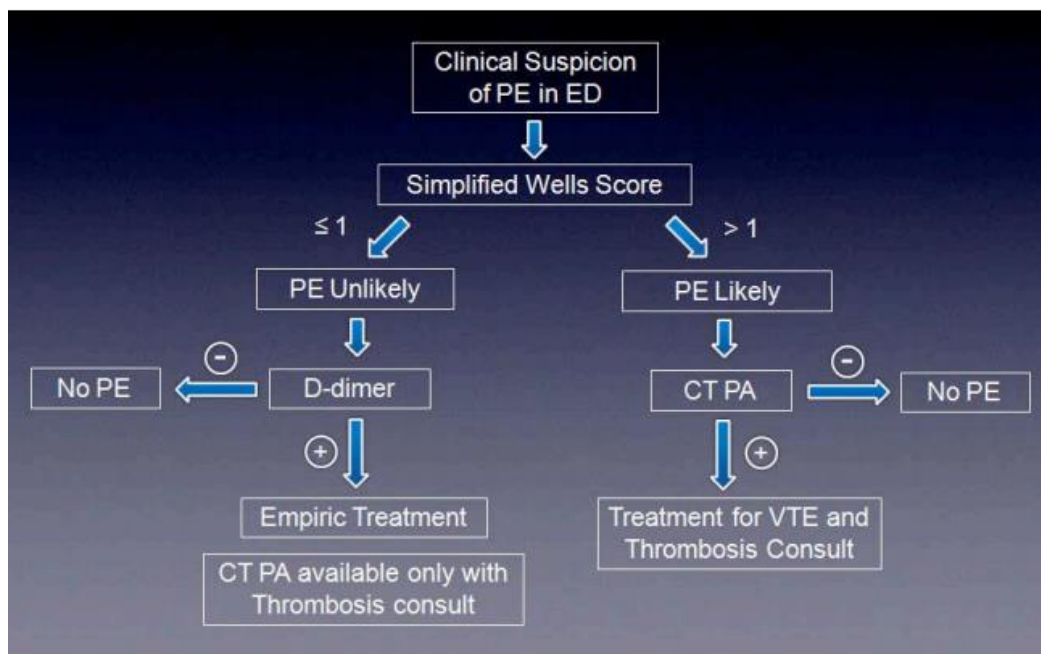 Clinical Suspicion
of PE in ED
Simplified Wells Score
≤ 1
> 1
PE Unlikely
PE Likely
-
-
No PE
D-dimer
CT PA
No PE
+
+
Empiric Treatment
Treatment for VTE and
Thrombosis Consult
CT PA available only with
Thrombosis consult